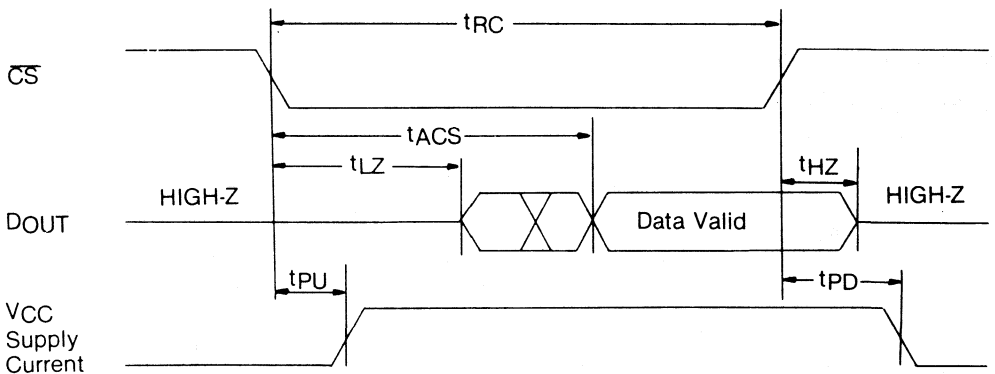 tRC
CS
tACS
tLZ
tHZ
HIGH-Z
HIGH-Z
DOUT
Data Valid
tPU
tPD
VCC
Supply
Current